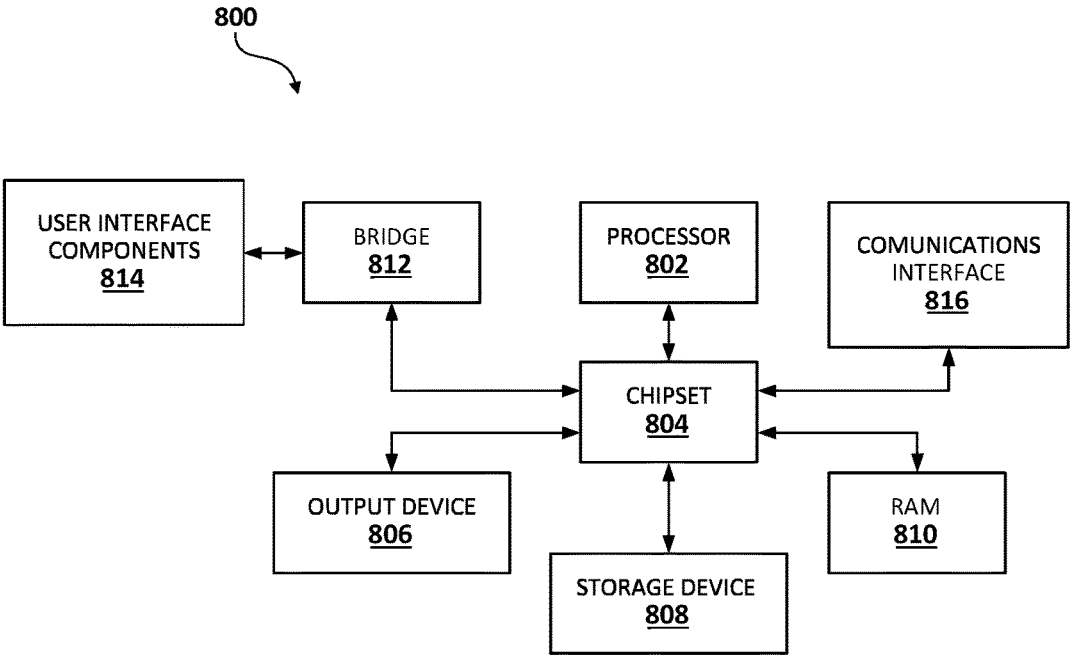 800
USER INTERFACE
COMPONENTS
814
BRIDGE
812
PROCESSOR
802
COMUNICATIONS
INTERFACE
816
CHIPSET
804
OUTPUT DEVICE
806
STORAGE DEVICE
808
RAM
810